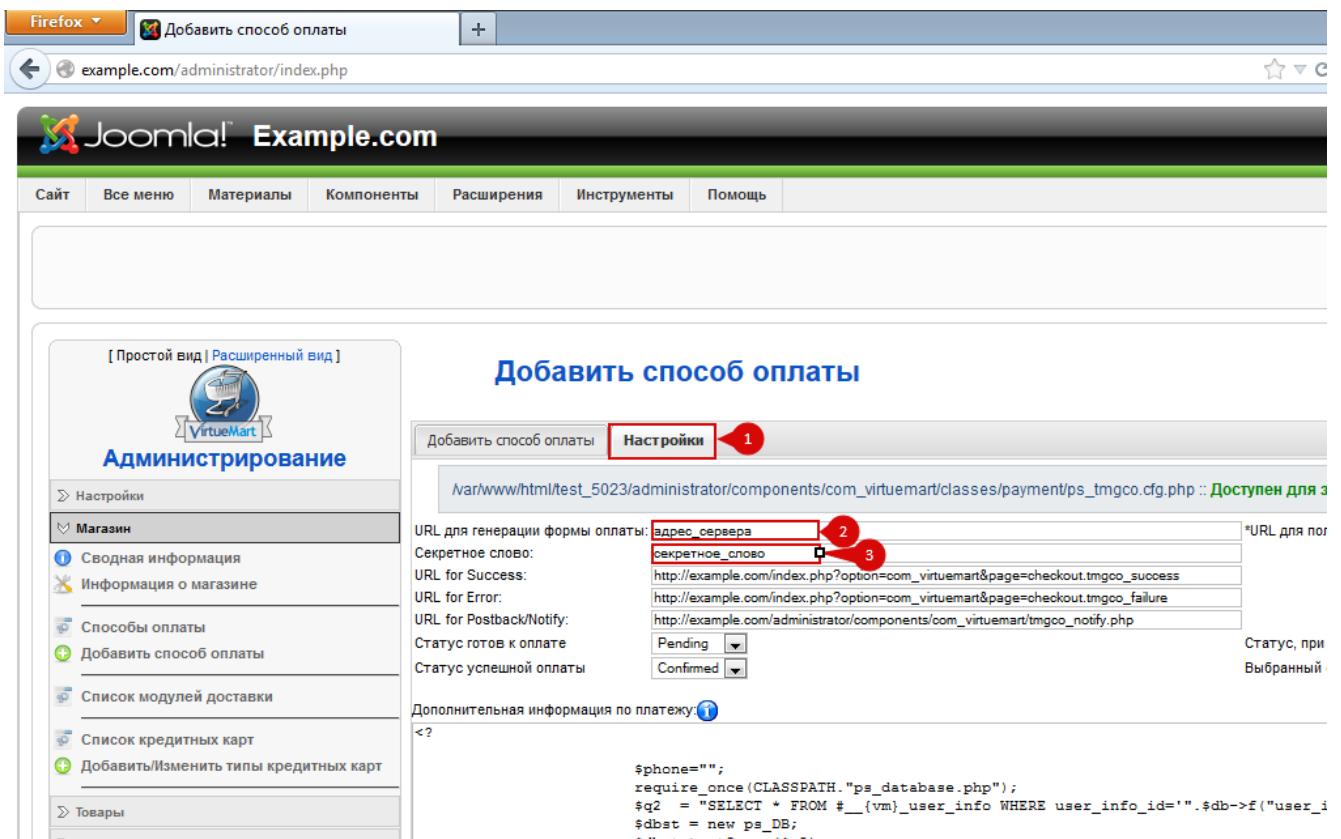 Firefox
Добавить способ оплаты
example.com/administrator/index.php
Joomla! Example.com
Сайт Все меню Материалы Компоненты Расширения Инструменты Помощь
[ Простой вид | Расширенный вид ]
VirtueMart
Администрирование
Настройки
Магазин
Сводная информация
Информация о магазине
Способы оплаты
Добавить способ оплаты
Список модулей доставки
Список кредитных карт
Добавить/Изменить типы кредитных карт
Товары
Добавить способ оплаты
Добавить способ оплаты Настройки 1
/var/www/html/test_5023/administrator/components/com_virtuemart/classes/payment/ps_tmgco.cfg.php :: Доступен для з
URL для генерации формы оплаты: адрес_сервера 2 *URL для пол
Секретное слово: секретное_слово 3
URL for Success: http://example.com/index.php?option=com_virtuemart&page=checkout.tmgco_success
URL for Error: http://example.com/index.php?option=com_virtuemart&page=checkout.tmgco_failure
URL for Postback/Notify: http://example.com/administrator/components/com_virtuemart/tmgco_notify.php
Статус готов к оплате Pending Статус, при
Статус успешной оплаты Confirmed Выбранный
Дополнительная информация по платежу:
<?
$phone="";
require_once(CLASSPATH."ps_database.php");
$q2 = "SELECT * FROM #__{vm}_user_info WHERE user_info_id='".$db->f("user_i
$dbst = new ps_DB;